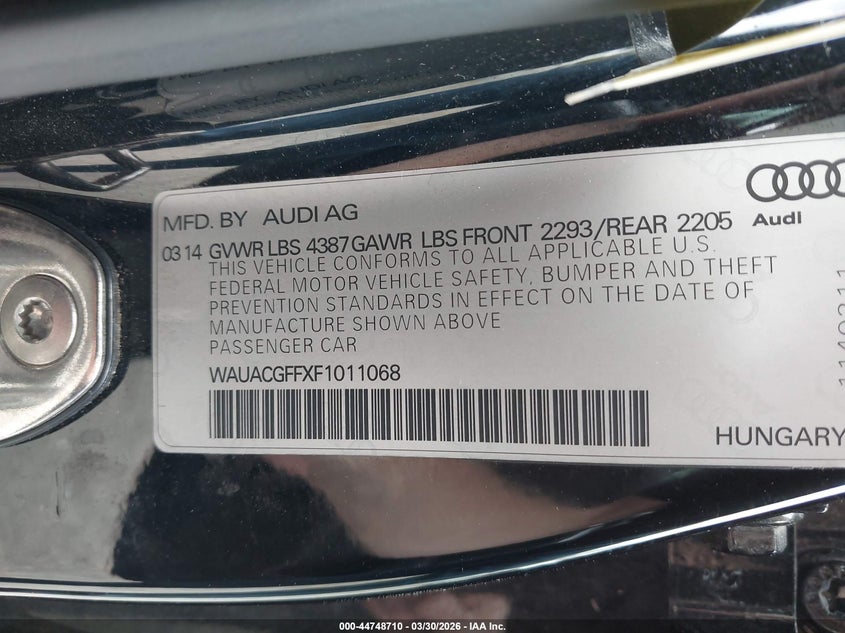 MFD. BY AUDI AG
Audi
03 14 GVWR LBS 4387 GAWR LBS FRONT 2293/REAR 2205
THIS VEHICLE CONFORMS TO ALL APPLICABLE U.S.
FEDERAL MOTOR VEHICLE SAFETY, BUMPER AND THEFT
PREVENTION STANDARDS IN EFFECT ON THE DATE OF
MANUFACTURE SHOWN ABOVE
PASSENGER CAR
WAUACGFFXF1011068
HUNGARY
000-44748710 - 03/30/2026 - IAA Inc.